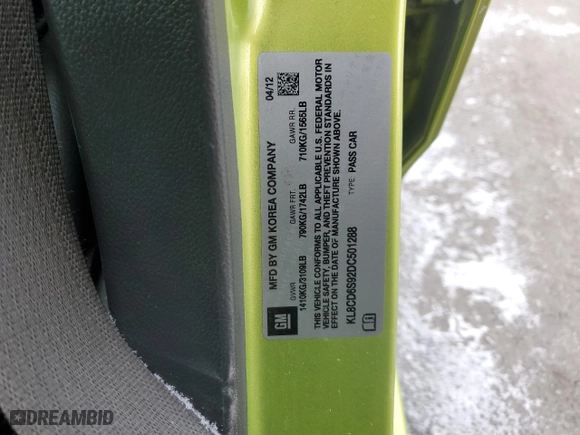 MFD BY GM KOREA COMPANY 04/12
GVWR GAWR FRT. GAWR RR.
1410KG/3109LB 790KG/1742LB 710KG/1565LB
THIS VEHICLE CONFORMS TO ALL APPLICABLE U.S. FEDERAL MOTOR
VEHICLE SAFETY, BUMPER, AND THEFT PREVENTION STANDARDS IN
EFFECT ON THE DATE OF MANUFACTURE SHOWN ABOVE.
KL8CD6S92DC501288 TYPE: PASS CAR
GM
DREAMBID